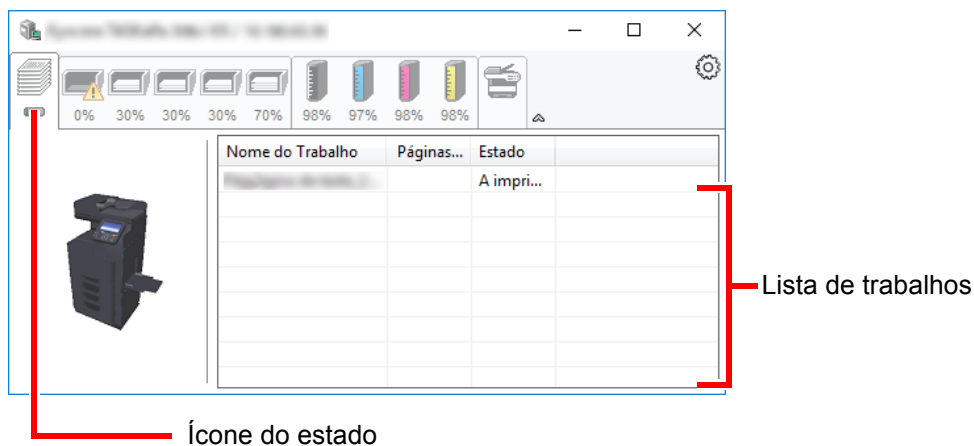 0% 30% 30% 30% 70% 98% 97% 98% 98%
Nome do Trabalho Páginas... Estado
A impri...
Lista de trabalhos
Ícone do estado